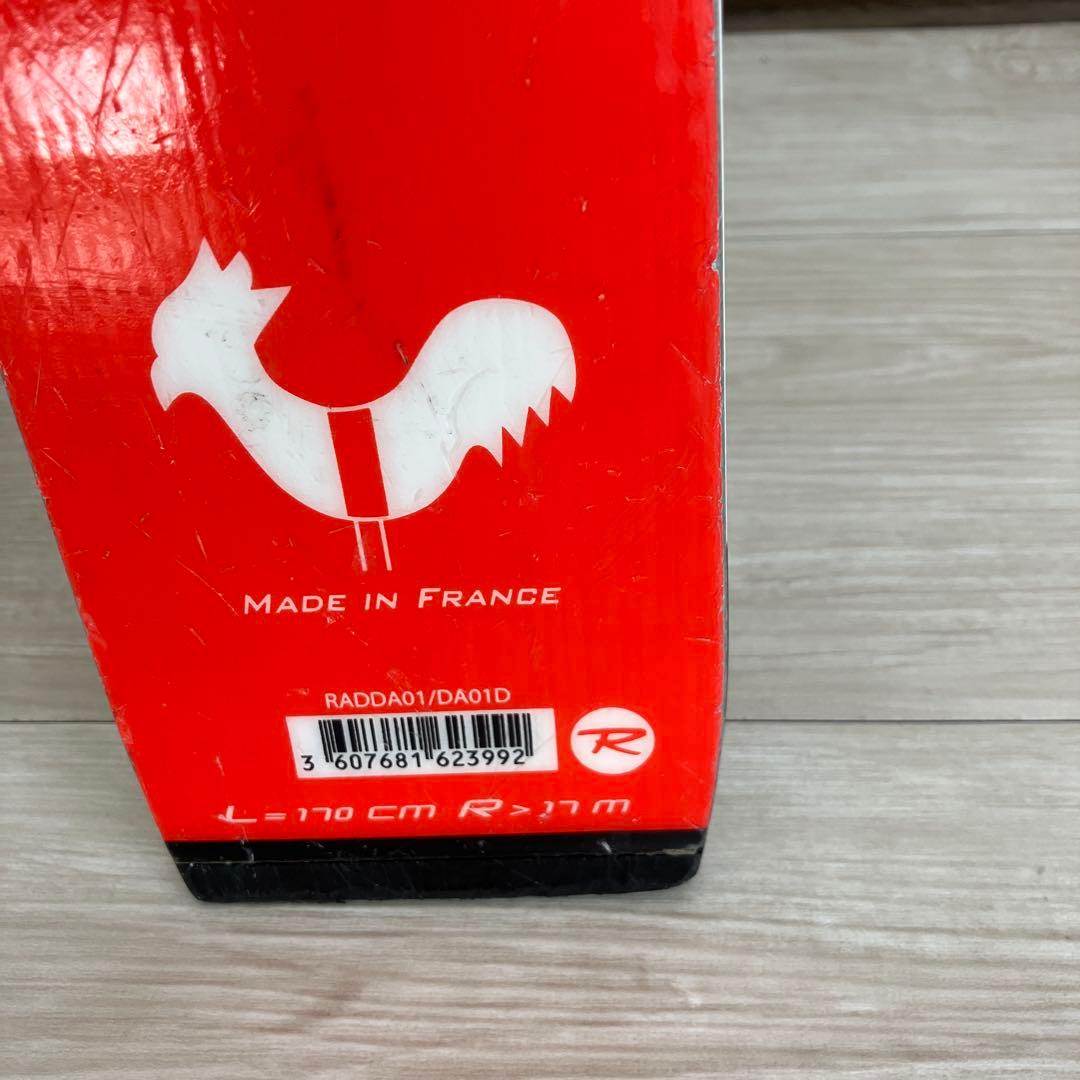 MADE IN FRANCE
RADDA01/DA01D
3 607681 623992
R
L = 170 cm R > 17 m